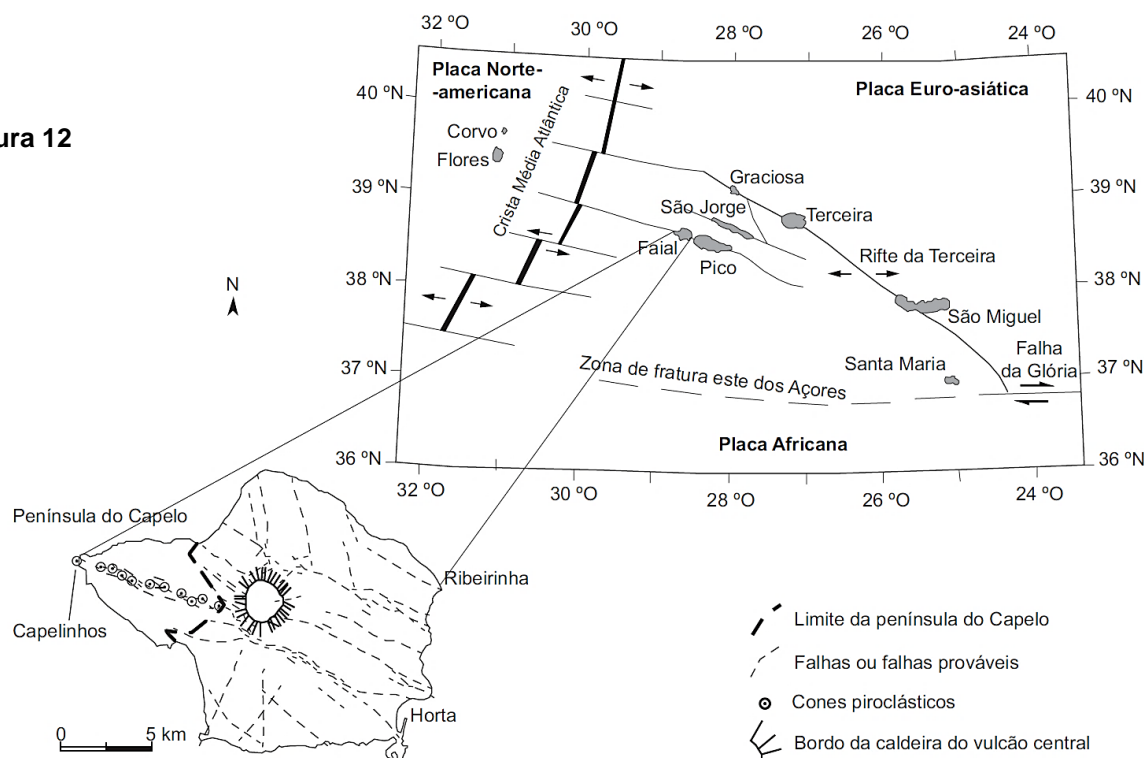 32 ºO
30 ºO
28 ºO
26 ºO
24 ºO
Placa Norte-
-americana
Placa Euro-asiática
40 ºN
40 ºN
ura 12
Corvo
Flores
Crista Média Atlântica
39 ºN
39 ºN
Graciosa
São Jorge
Terceira
Faial
Pico
Rifte da Terceira
38 ºN
38 ºN
N
São Miguel
Santa Maria
Falha
da Glória
37 ºN
37 ºN
Zona de fratura este dos Açores
Placa Africana
36 ºN
36 ºN
32 ºO
30 ºO
28 ºO
26 ºO
24 ºO
Península do Capelo
Ribeirinha
Capelinhos
Horta
0
5 km
Limite da península do Capelo
Falhas ou falhas prováveis
Cones piroclásticos
Bordo da caldeira do vulcão central